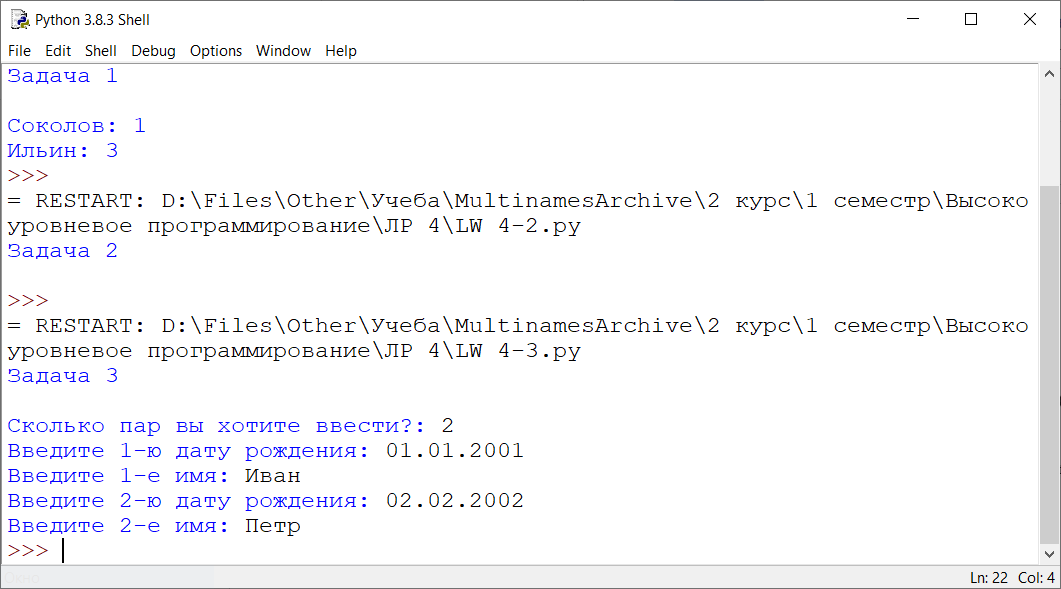 Python 3.8.3 Shell
File Edit Shell Debug Options Window Help
Задача 1
Соколов: 1
Ильин: 3
>>>
= RESTART: D:\Files\Other\Учеба\MultinamesArchive\2 курс\1 семестр\Высоко
уровневое программирование\ЛР 4\LW 4-2.py
Задача 2
>>>
= RESTART: D:\Files\Other\Учеба\MultinamesArchive\2 курс\1 семестр\Высоко
уровневое программирование\ЛР 4\LW 4-3.py
Задача 3
Сколько пар вы хотите ввести?: 2
Введите 1-ю дату рождения: 01.01.2001
Введите 1-е имя: Иван
Введите 2-ю дату рождения: 02.02.2002
Введите 2-е имя: Петр
>>>
Ln: 22 Col: 4